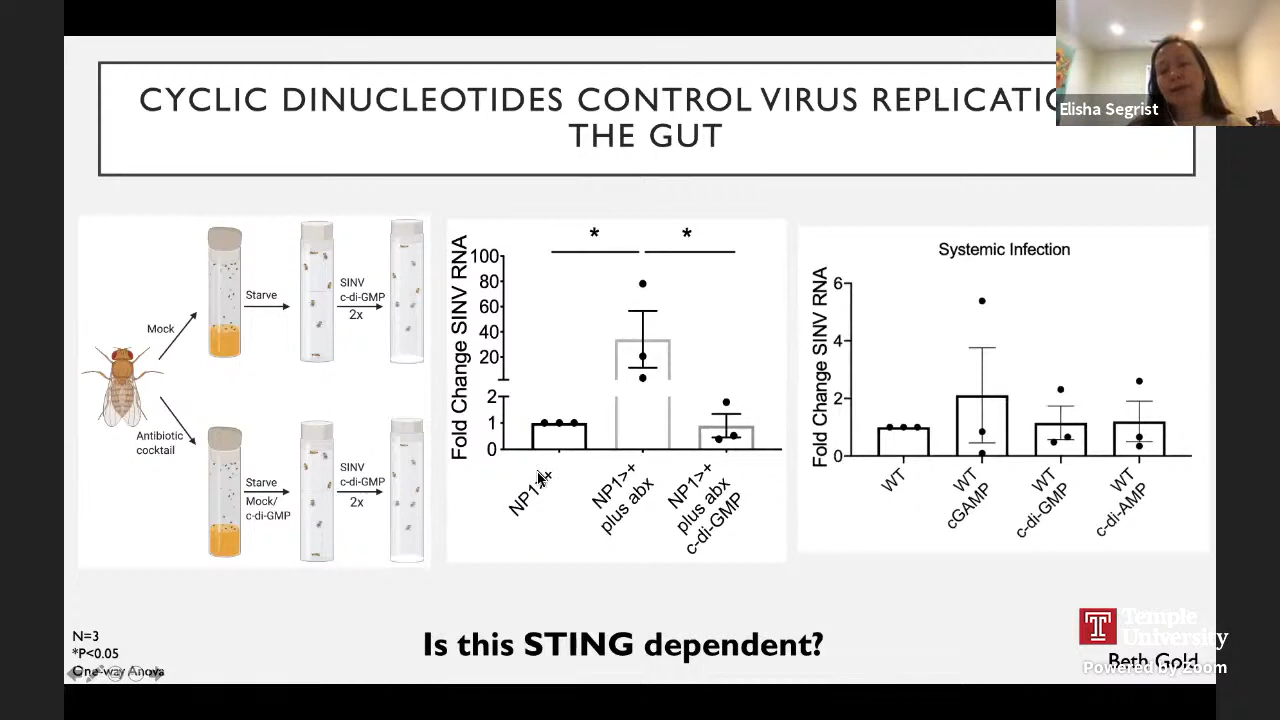 CYCLIC DINUCLEOTIDES CONTROL VIRUS REPLICATIO
THE GUT
Elisha Segrist
Mock
Antibiotic
cocktail
Starve
SINV
c-di-GMP
2x
Starve
Mock/
c-di-GMP
SINV
c-di-GMP
2x
Fold Change SINV RNA
100
80
60
40
20
2
1
0
*
*
NP1>+
NP1>+
plus abx
NP1>+
plus abx
c-di-GMP
Systemic Infection
Fold Change SINV RNA
6
4
2
0
WT
WT
cGAMP
WT
c-di-GMP
WT
c-di-AMP
N=3
*P<0.05
One-way Anova
Is this STING dependent?
T
Temple
University
Beth Gold
Powered by Zoom